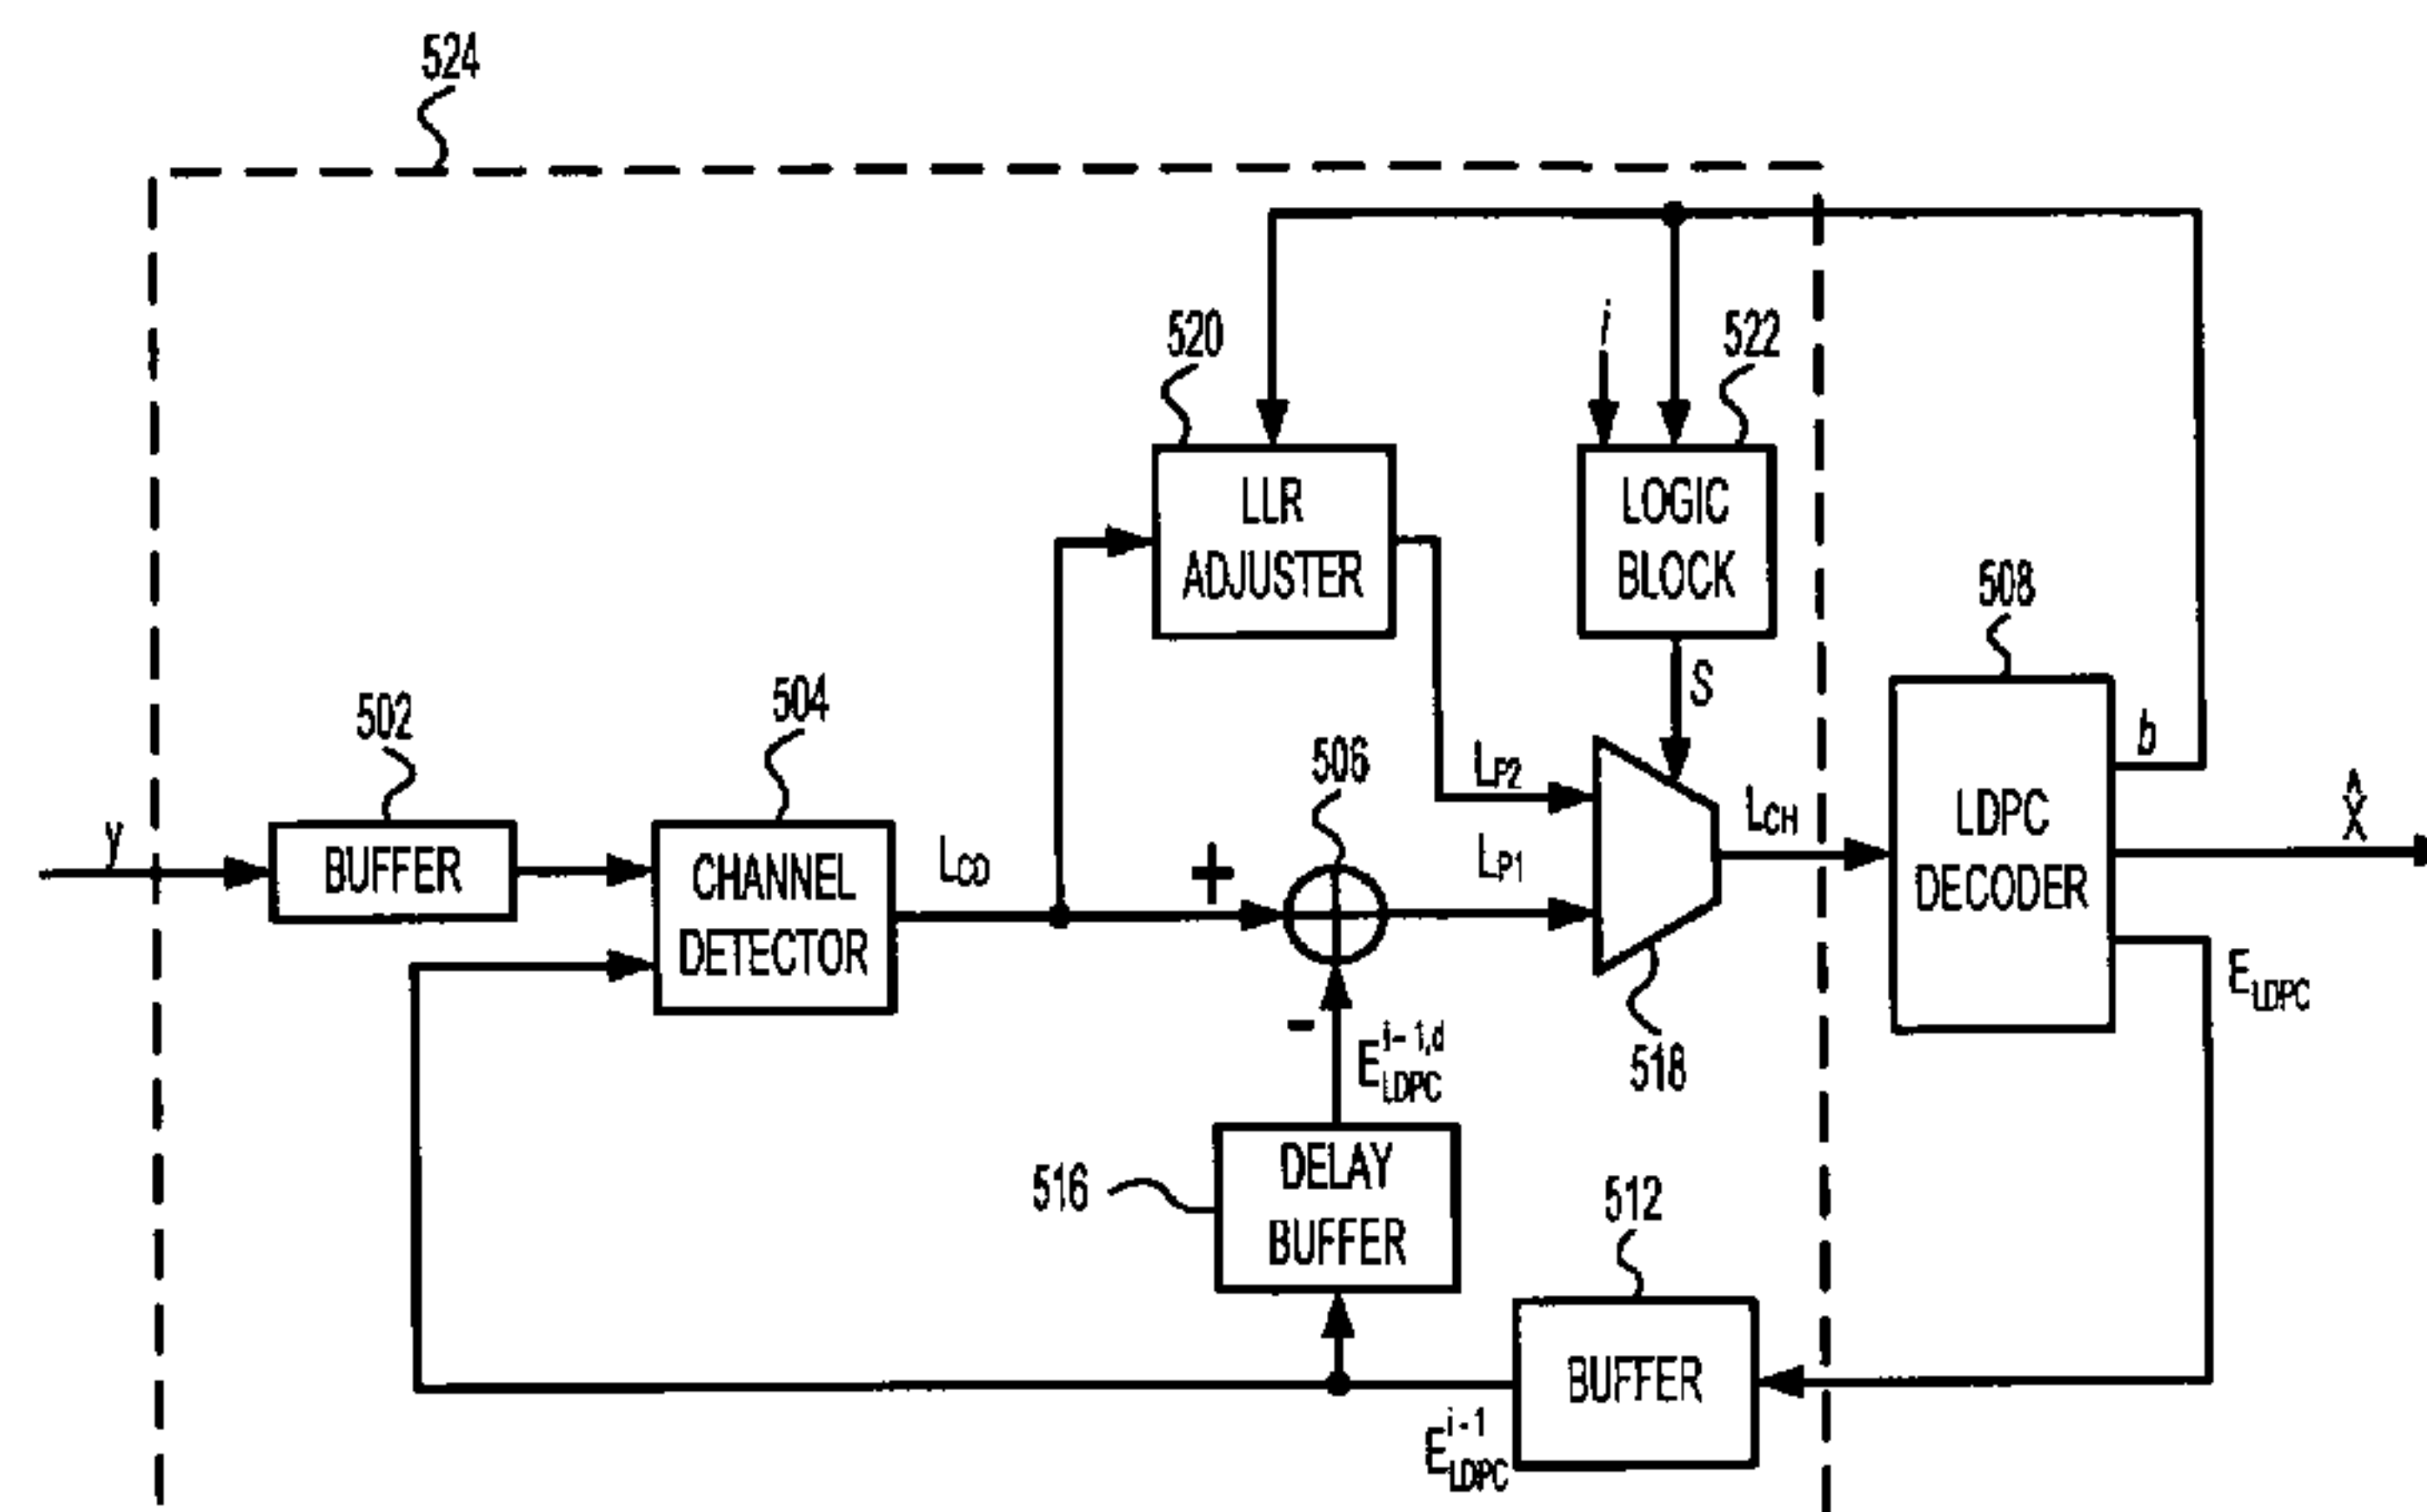 524
520
i
522
LLR
ADJUSTER
LOGIC
BLOCK
508
S
502
504
506
b
L_P2
L_CH
LDPC
DECODER
X̂
y
BUFFER
CHANNEL
DETECTOR
L_CD
+
L_P1
E_LDPC
-
E_LDPC^i-1,d
518
516
DELAY
BUFFER
512
BUFFER
E_LDPC^i-1